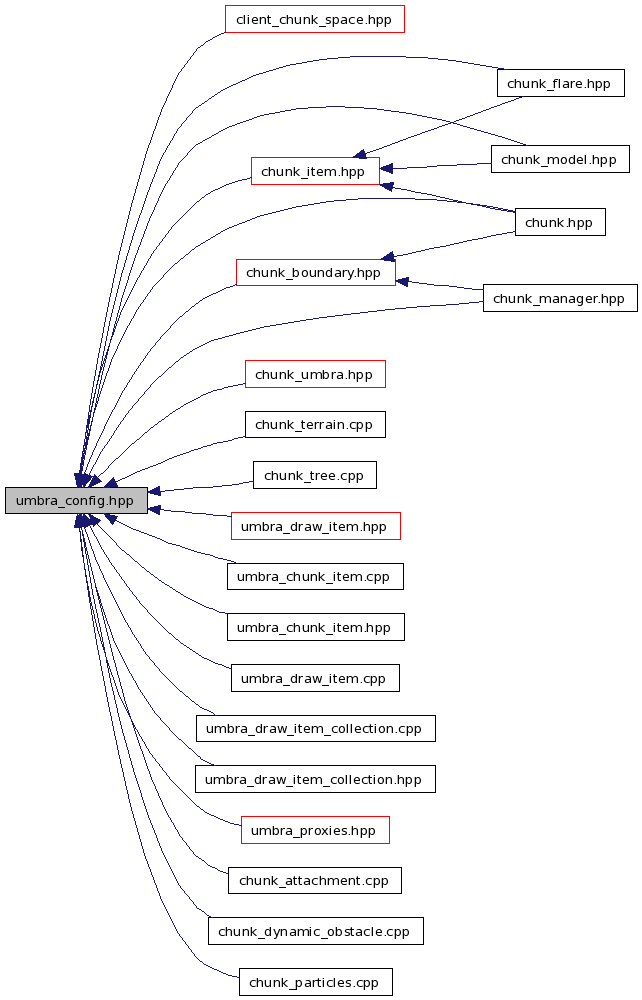 client_chunk_space.hpp
chunk_flare.hpp
chunk_model.hpp
chunk_item.hpp
chunk.hpp
chunk_boundary.hpp
chunk_manager.hpp
chunk_umbra.hpp
chunk_terrain.cpp
chunk_tree.cpp
umbra_config.hpp
umbra_draw_item.hpp
umbra_chunk_item.cpp
umbra_chunk_item.hpp
umbra_draw_item.cpp
umbra_draw_item_collection.cpp
umbra_draw_item_collection.hpp
umbra_proxies.hpp
chunk_attachment.cpp
chunk_dynamic_obstacle.cpp
chunk_particles.cpp